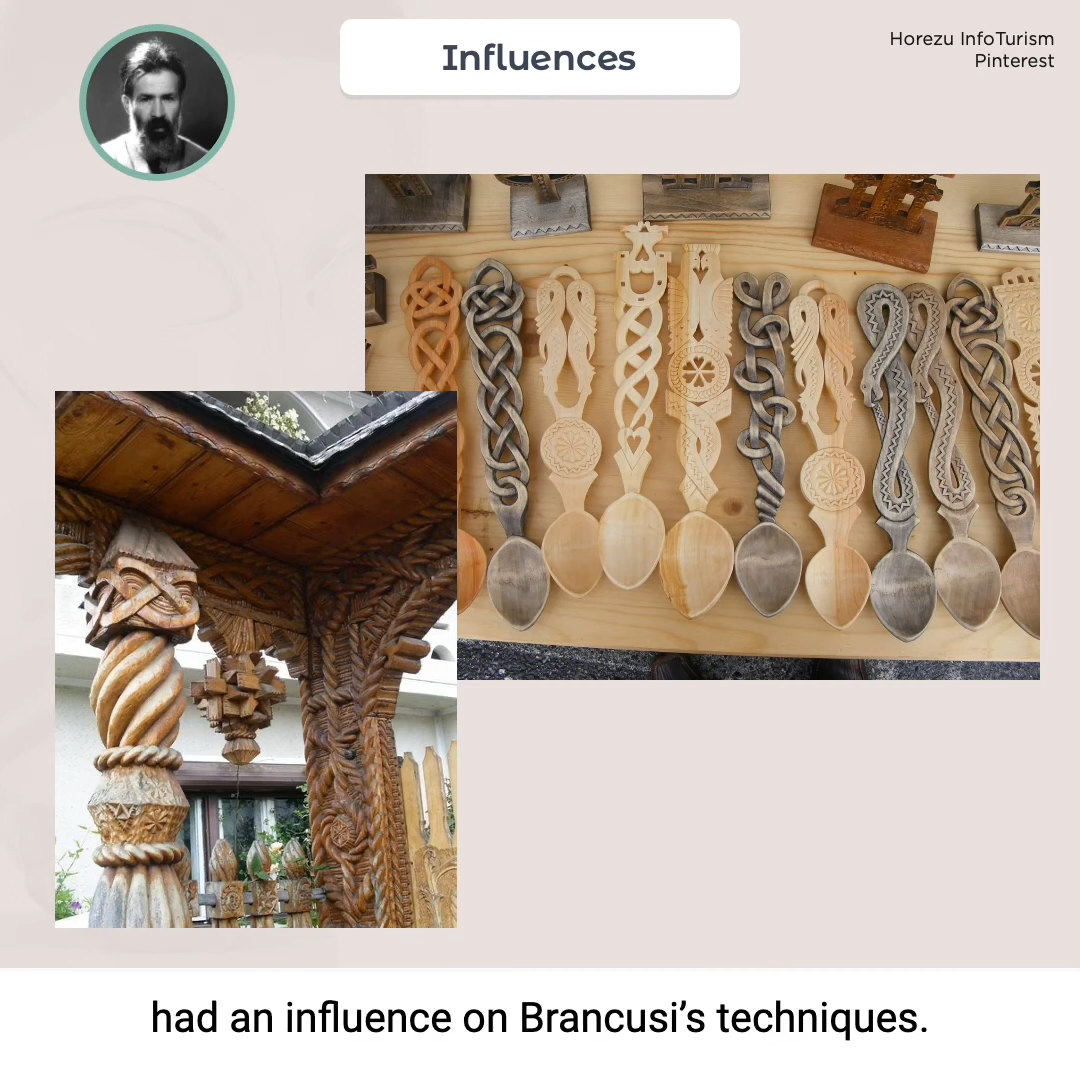 Influences
Horezu InfoTurism
Pinterest
had an influence on Brancusi’s techniques.